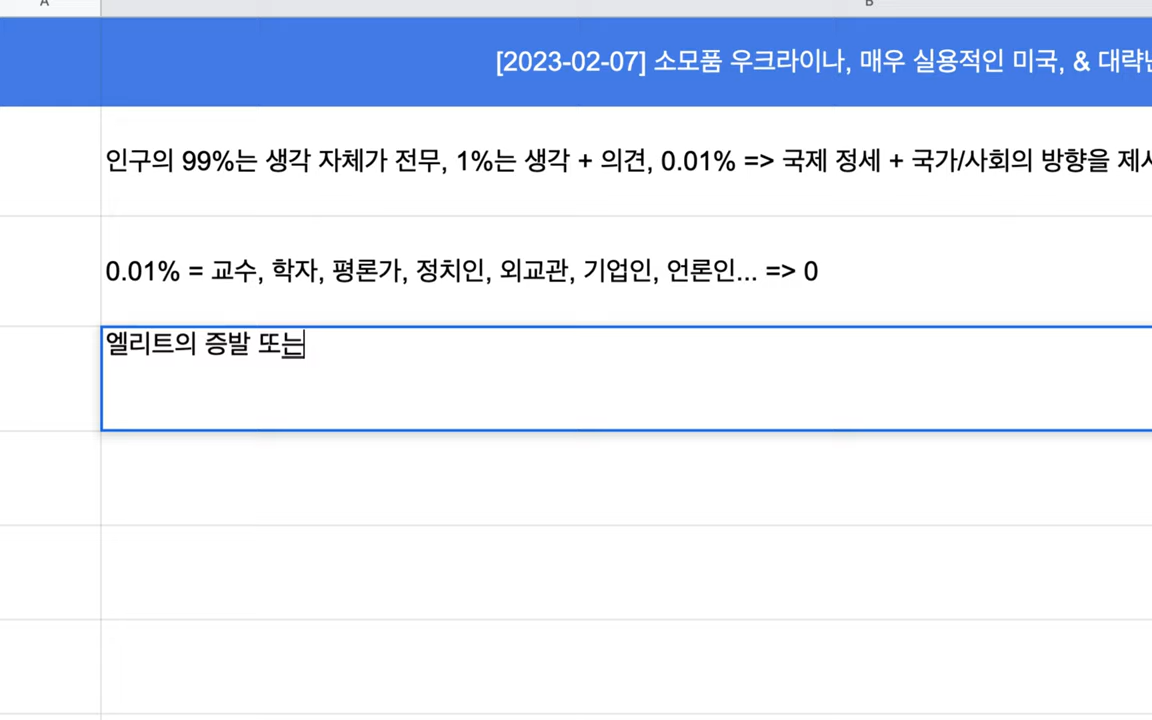 A
B
[2023-02-07] 소모품 우크라이나, 매우 실용적인 미국, & 대략
인구의 99%는 생각 자체가 전무, 1%는 생각 + 의견, 0.01% => 국제 정세 + 국가/사회의 방향을
0.01% = 교수, 학자, 평론가, 정치인, 외교관, 기업인, 언론인... => 0
엘리트의 증발 또는